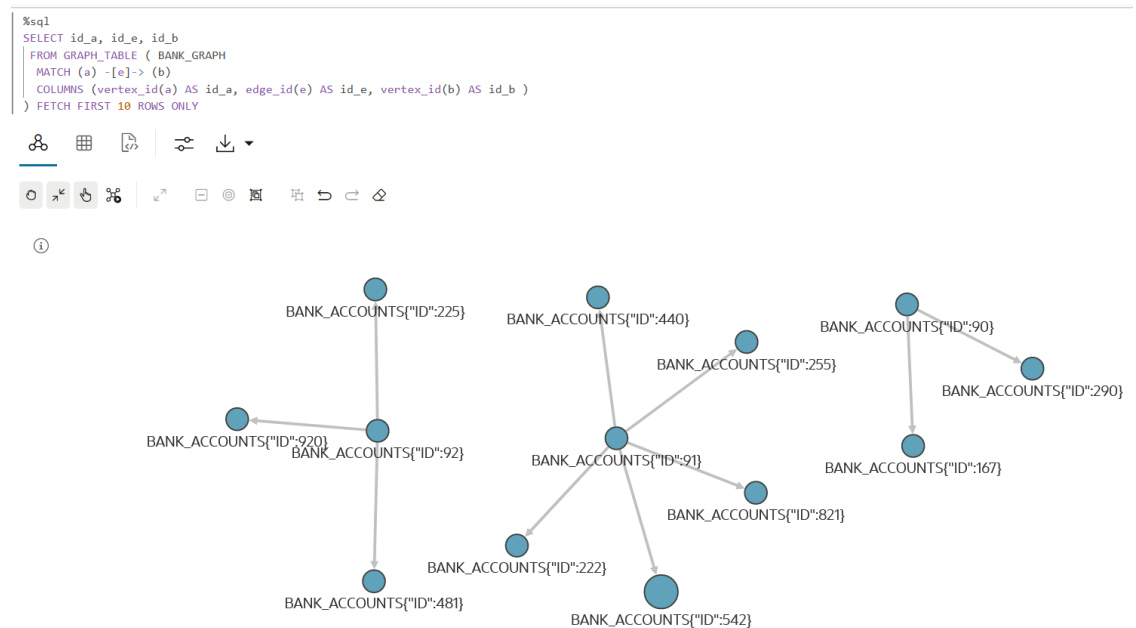 %sql
SELECT id_a, id_e, id_b
FROM GRAPH_TABLE ( BANK_GRAPH
MATCH (a) -[e]-> (b)
COLUMNS (vertex_id(a) AS id_a, edge_id(e) AS id_e, vertex_id(b) AS id_b )
) FETCH FIRST 10 ROWS ONLY
BANK_ACCOUNTS{"ID":225}
BANK_ACCOUNTS{"ID":440}
BANK_ACCOUNTS{"ID":90}
BANK_ACCOUNTS{"ID":255}
BANK_ACCOUNTS{"ID":290}
BANK_ACCOUNTS{"ID":920}
BANK_ACCOUNTS{"ID":92}
BANK_ACCOUNTS{"ID":91}
BANK_ACCOUNTS{"ID":167}
BANK_ACCOUNTS{"ID":821}
BANK_ACCOUNTS{"ID":222}
BANK_ACCOUNTS{"ID":481}
BANK_ACCOUNTS{"ID":542}